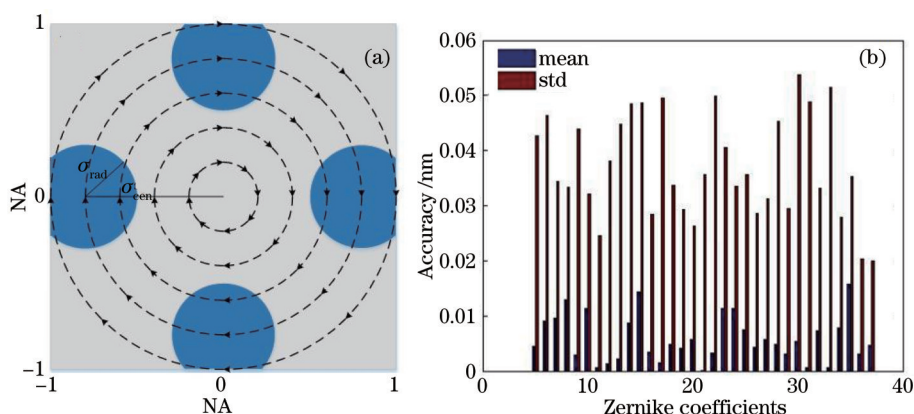 1
(a)
σrad
σcen
NA
0
-1
-1
0
1
NA
0.06
mean
std
(b)
0.05
0.04
0.03
0.02
0.01
0
Accuracy /nm
0
10
20
30
40
Zernike coefficients